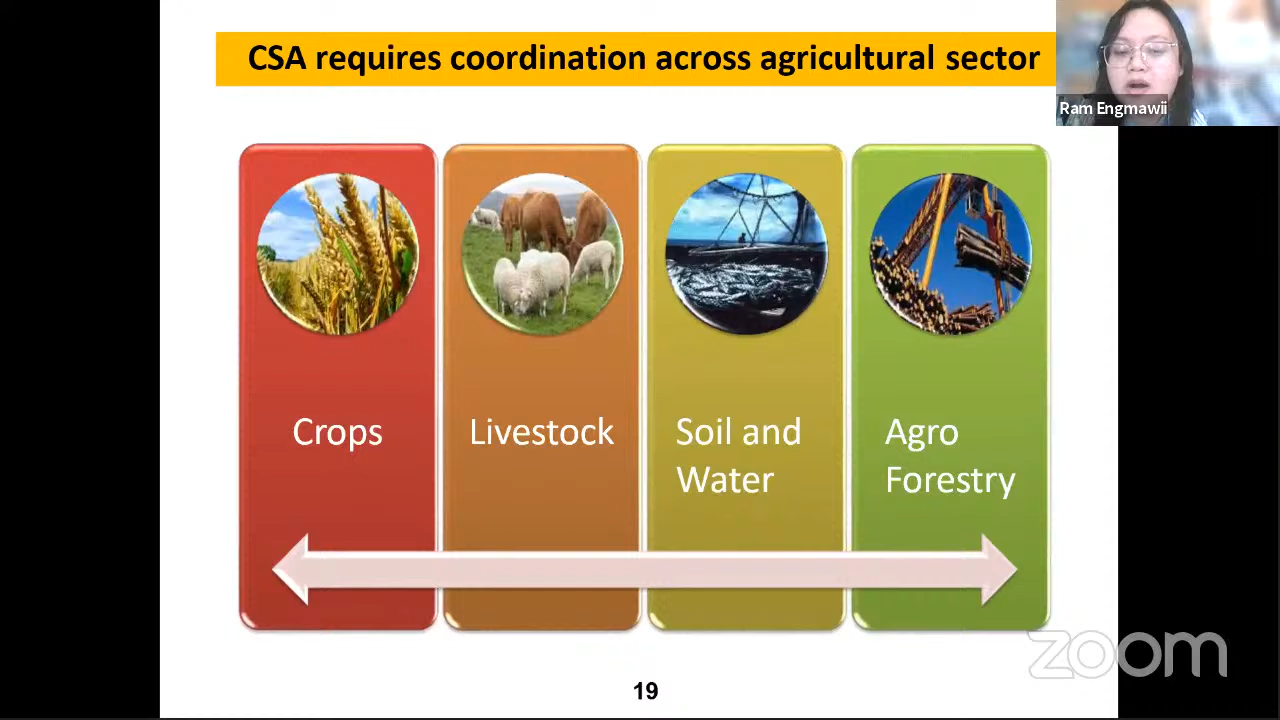 CSA requires coordination across agricultural sector
Ram Engmawii
Crops
Livestock
Soil and
Water
Agro
Forestry
zoom
19